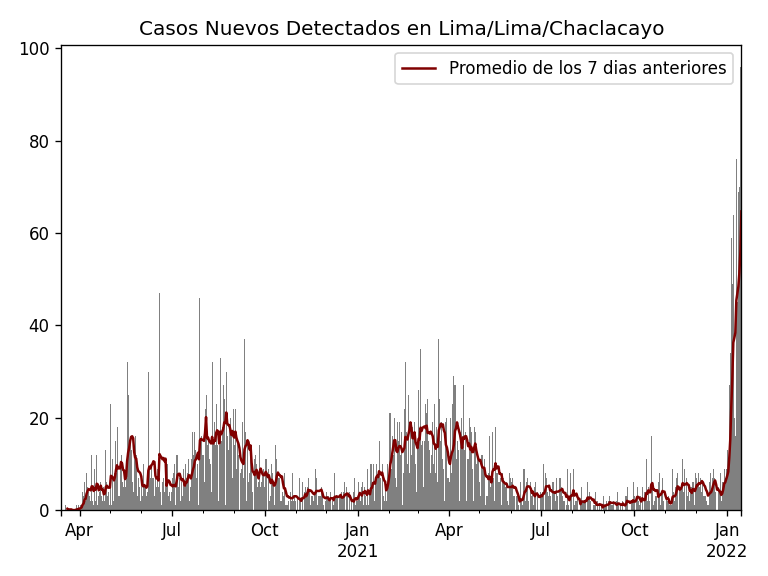 Casos Nuevos Detectados en Lima/Lima/Chaclacayo
Promedio de los 7 dias anteriores
100
80
60
40
20
0
Apr Jul Oct Jan Apr Jul Oct Jan
2021 2022